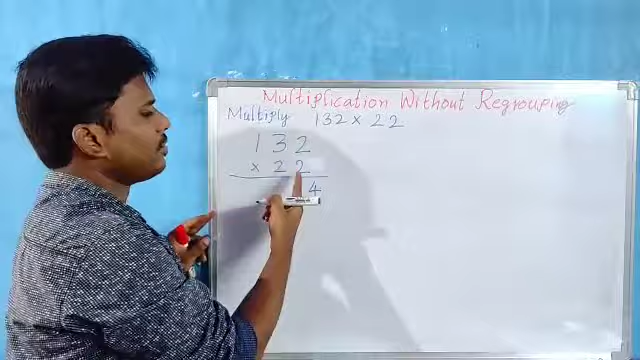 Multiplication Without Regrouping
Multiply 132 x 22
132
x 22
4